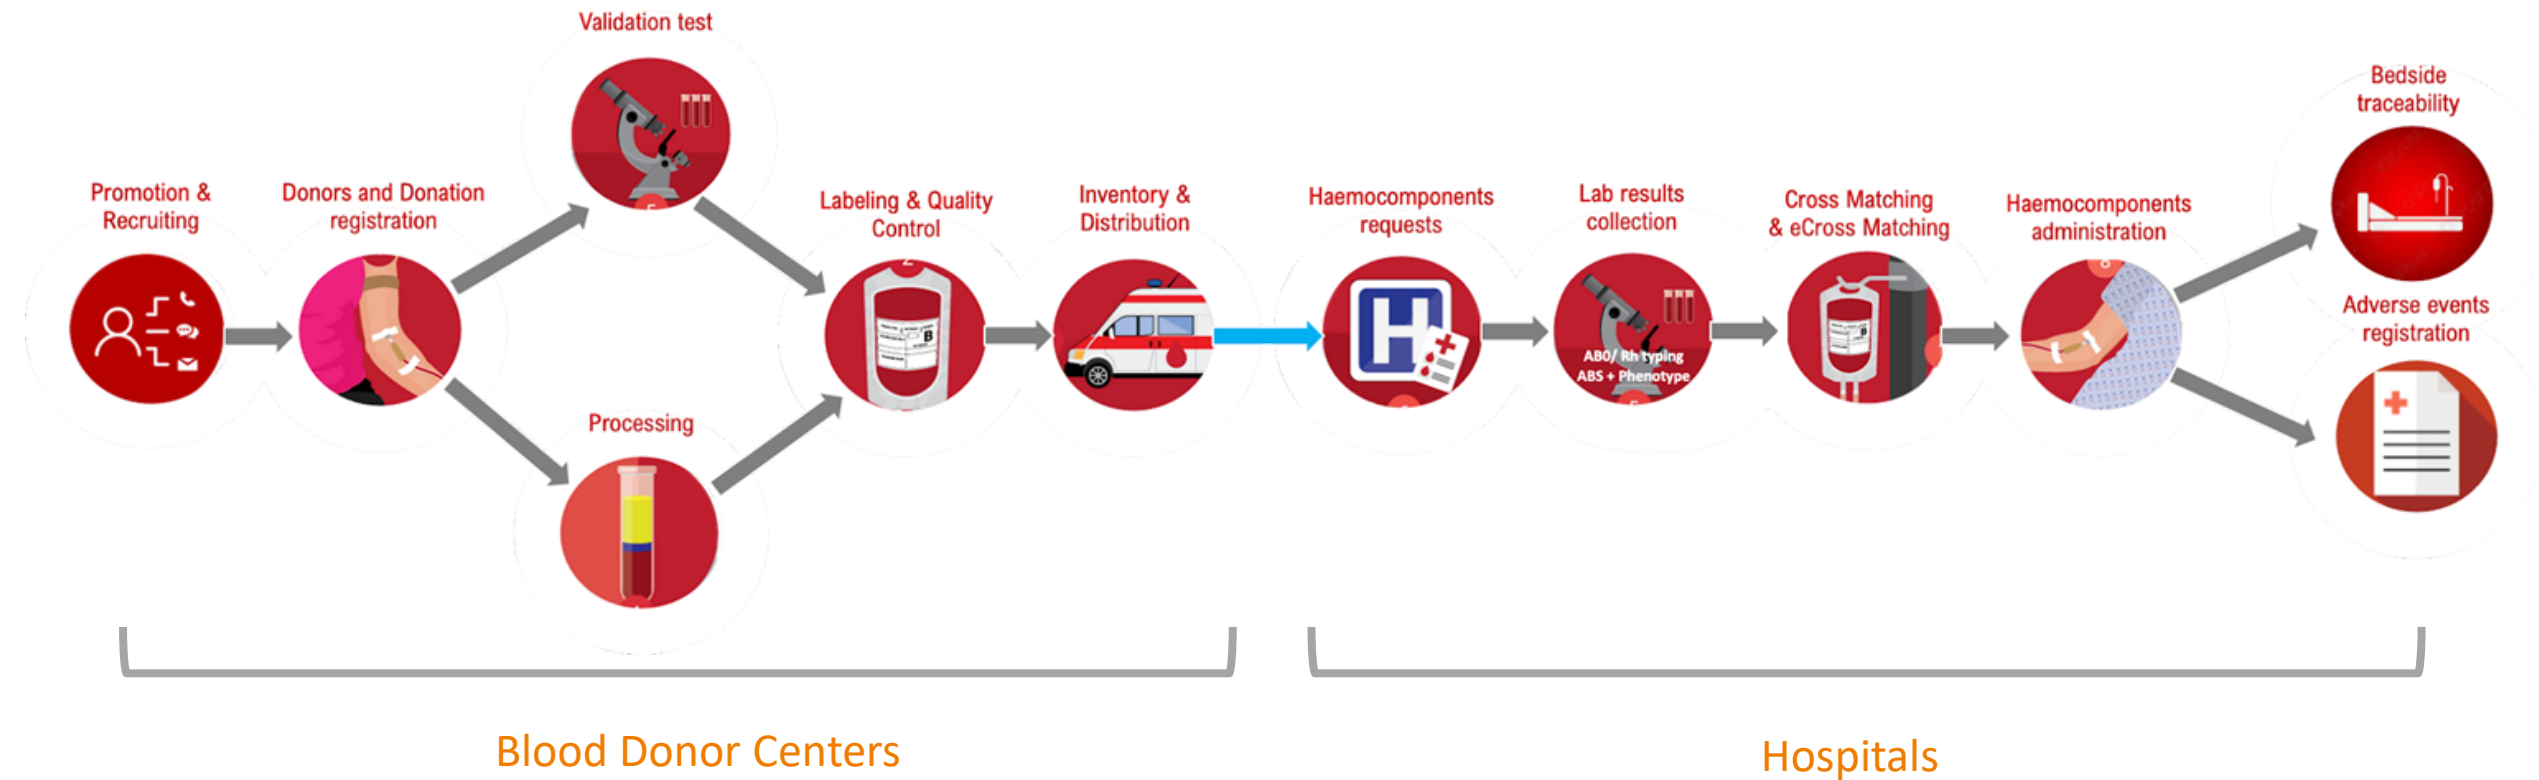 Validation test
Promotion &
Recruiting
Donors and Donation
registration
Processing
Labeling & Quality
Control
B
Inventory &
Distribution
Haemocomponents
requests
H
Lab results
collection
AB0/ Rh typing
ABS + Phenotype
Cross Matching
& eCross Matching
Haemocomponents
administration
Bedside
traceability
Adverse events
registration
Blood Donor Centers
Hospitals